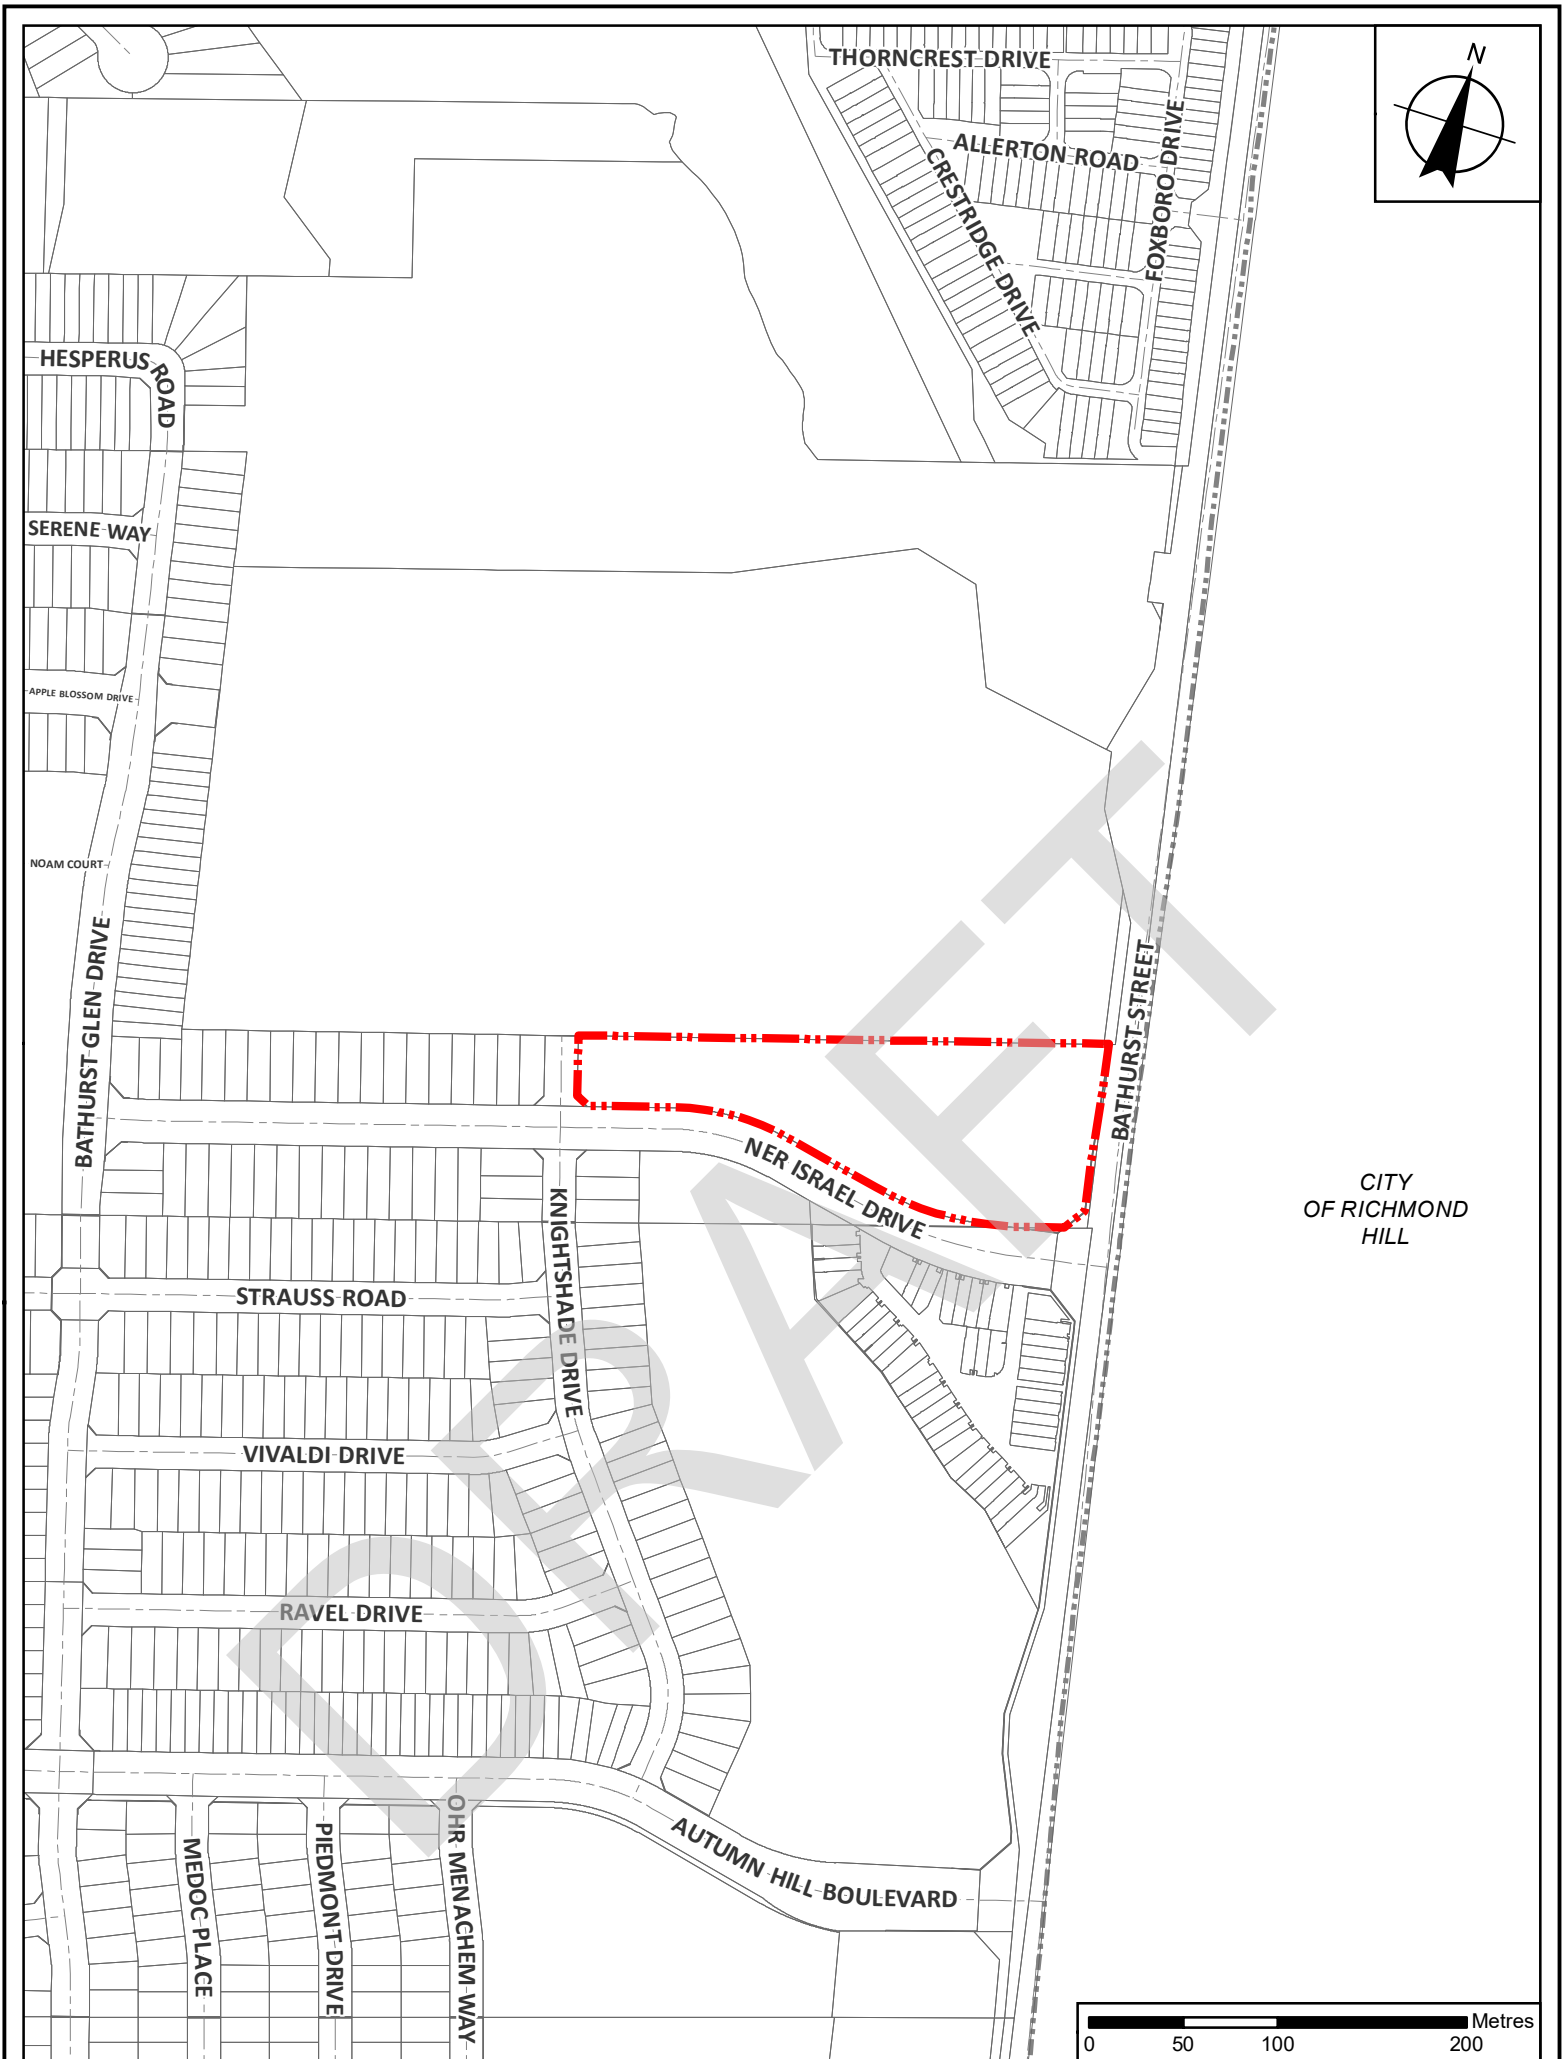 THORNCREST DRIVE
N
ALLERTON ROAD
FOXBORO DRIVE
CRESTRIDGE DRIVE
HESPERUS ROAD
SERENE WAY
APPLE BLOSSOM DRIVE
NOAM COURT
BATHURST GLEN DRIVE
BATHURST STREET
NER ISRAEL DRIVE
CITY
OF RICHMOND
HILL
KNIGHTSHADE DRIVE
STRAUSS ROAD
VIVALDI DRIVE
RAVEL DRIVE
DRAFT
AUTUMN HILL BOULEVARD
MEDOC PLACE
PIEDMONT DRIVE
OHR MENACHEM WAY
Metres
0 50 100 200